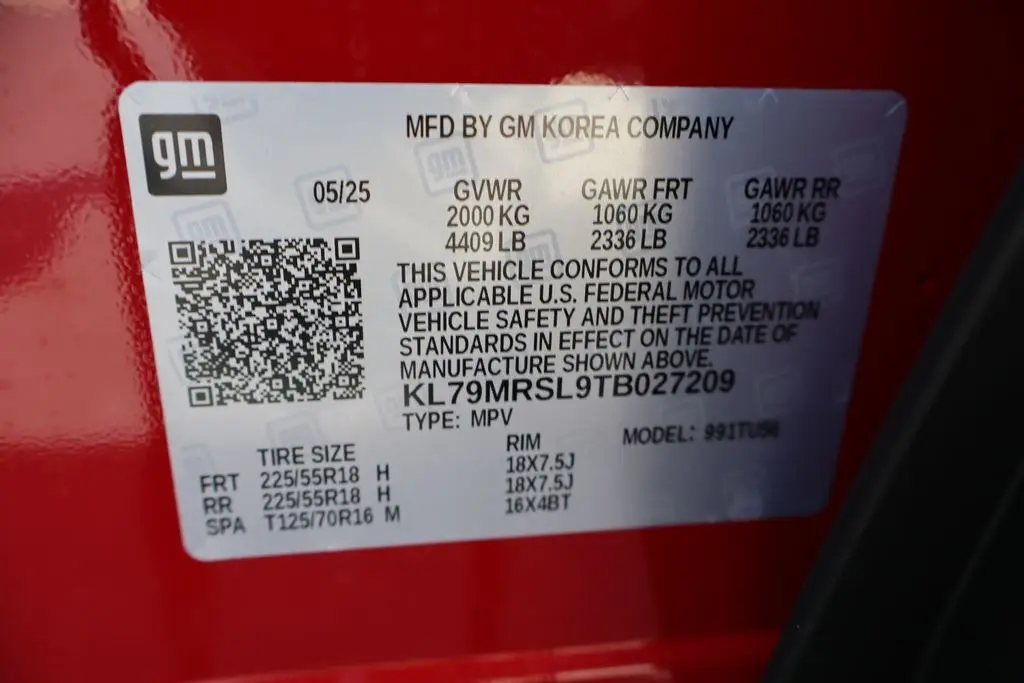 gm
MFD BY GM KOREA COMPANY
05/25
GVWR GAWR FRT GAWR RR
2000 KG 1060 KG 1060 KG
4409 LB 2336 LB 2336 LB
THIS VEHICLE CONFORMS TO ALL
APPLICABLE U.S. FEDERAL MOTOR
VEHICLE SAFETY AND THEFT PREVENTION
STANDARDS IN EFFECT ON THE DATE OF
MANUFACTURE SHOWN ABOVE.
KL79MRSL9TB027209
TYPE: MPV
MODEL:
TIRE SIZE RIM
FRT 225/55R18 H 18X7.5J
RR 225/55R18 H 18X7.5J
SPA T125/70R16 M 16X4BT